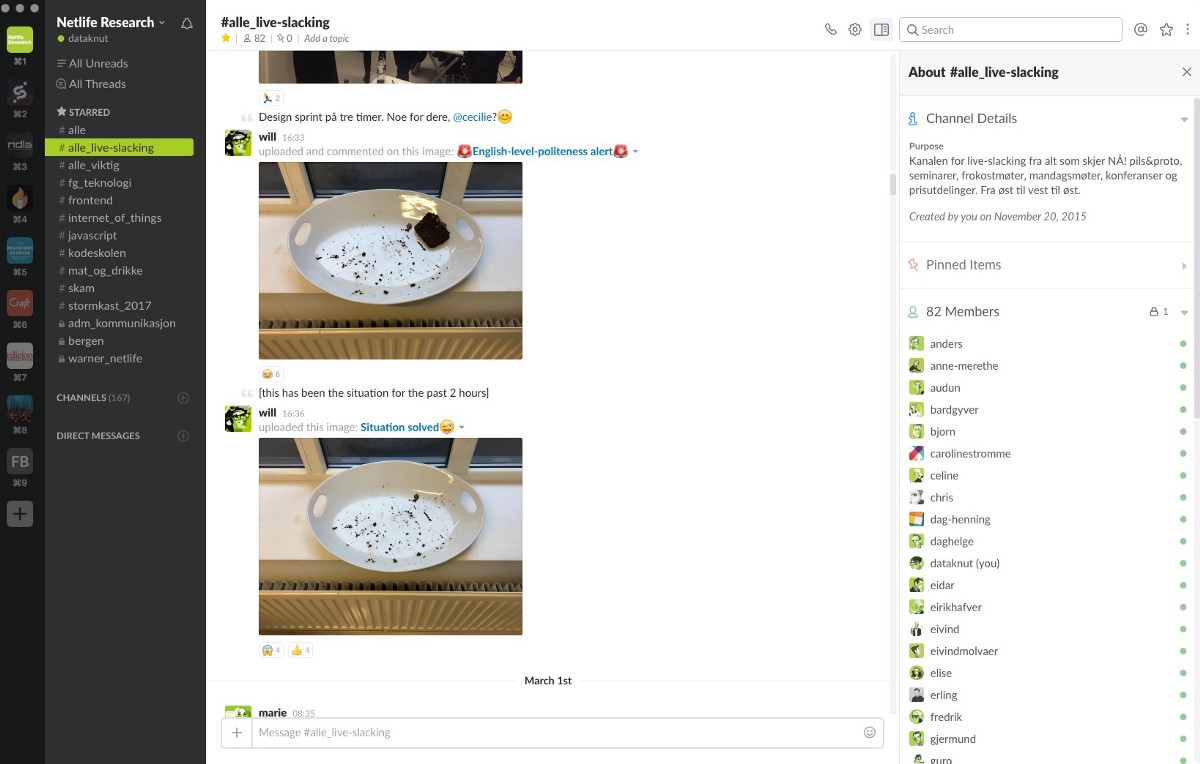 Netlife Research
dataknut
All Unreads
All Threads
STARRED
# alle
# alle_live-slacking
# alle_viktig
# fg_teknologi
# frontend
# internet_of_things
# javascript
# kodeskolen
# mat_og_drikke
# skam
# stormkast_2017
adm_kommunikasjon
bergen
warner_netlife
CHANNELS (167)
DIRECT MESSAGES
Netlife
Research
⌘1
⌘2
ndla
⌘3
⌘4
⌘5
Craft
⌘6
religion
⌘7
⌘8
FB
⌘9
#alle_live-slacking
82 | 0 | Add a topic
Search
2
Design sprint på tre timer. Noe for dere, @cecilie?😊
will 16:33
uploaded and commented on this image: 🚨English-level-politeness alert🚨
6
[this has been the situation for the past 2 hours]
will 16:36
uploaded this image: Situation solved😜
4 4
March 1st
marie 08:35
Message #alle_live-slacking
About #alle_live-slacking
Channel Details
Purpose
Kanalen for live-slacking fra alt som skjer NÅ! pils&prosjo,
seminarer, frokostmøter, mandagsmøter, konferanser og
prisutdelinger. Fra øst til vest til øst.
Created by you on November 20, 2015
Pinned Items
82 Members 1
anders
anne-merethe
audun
bardgyver
bjorn
carolinestromme
celine
chris
dag-henning
daghelge
dataknut (you)
eidar
eirikhafver
eivind
eivindmolvaer
elise
erling
fredrik
gjermund
guro